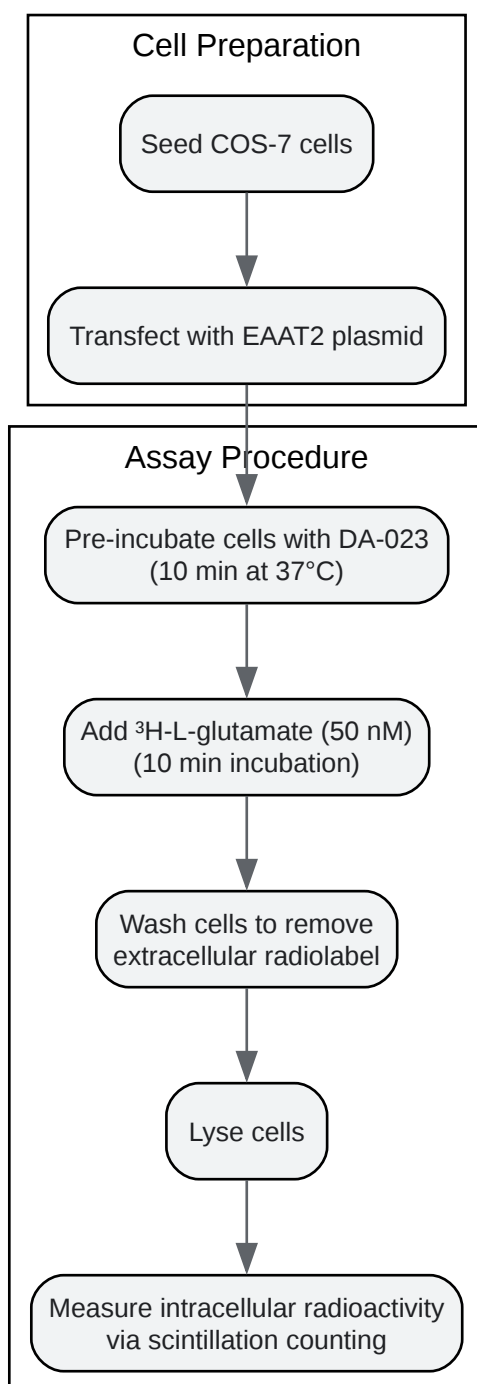 Cell Preparation
Seed COS-7 cells
Transfect with EAAT2 plasmid
Assay Procedure
Pre-incubate cells with DA-023
(10 min at 37°C)
Add ³H-L-glutamate (50 nM)
(10 min incubation)
Wash cells to remove
extracellular radiolabel
Lyse cells
Measure intracellular radioactivity
via scintillation counting